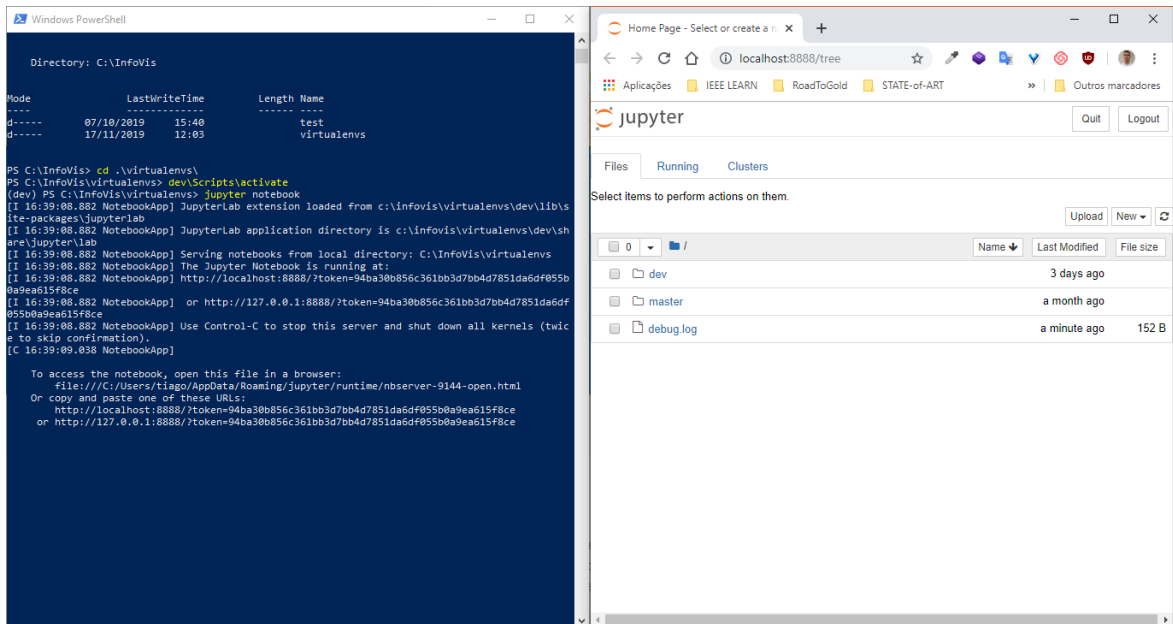 Windows PowerShell
Directory: C:\InfoVis
Mode LastWriteTime Length Name
---- ------------- ------ ----
d----- 07/10/2019 15:40 test
d----- 17/11/2019 12:03 virtualenvs
PS C:\InfoVis> cd .\virtualenvs\
PS C:\InfoVis\virtualenvs> dev\Scripts\activate
(dev) PS C:\InfoVis\virtualenvs> jupyter notebook
[I 16:39:08.882 NotebookApp] JupyterLab extension loaded from c:\infovis\virtualenvs\dev\lib\s
ite-packages\jupyterlab
[I 16:39:08.882 NotebookApp] JupyterLab application directory is c:\infovis\virtualenvs\dev\sh
are\jupyter\lab
[I 16:39:08.882 NotebookApp] Serving notebooks from local directory: C:\InfoVis\virtualenvs
[I 16:39:08.882 NotebookApp] The Jupyter Notebook is running at:
[I 16:39:08.882 NotebookApp] http://localhost:8888/?token=94ba30b856c361bb3d7bb4d7851da6df055b
0a9ea615f8ce
[I 16:39:08.882 NotebookApp]  or http://127.0.0.1:8888/?token=94ba30b856c361bb3d7bb4d7851da6df
055b0a9ea615f8ce
[I 16:39:08.882 NotebookApp] Use Control-C to stop this server and shut down all kernels (twic
e to skip confirmation).
[C 16:39:09.038 NotebookApp]
To access the notebook, open this file in a browser:
file:///C:/Users/tiago/AppData/Roaming/jupyter/runtime/nbserver-9144-open.html
Or copy and paste one of these URLs:
http://localhost:8888/?token=94ba30b856c361bb3d7bb4d7851da6df055b0a9ea615f8ce
or http://127.0.0.1:8888/?token=94ba30b856c361bb3d7bb4d7851da6df055b0a9ea615f8ce
Home Page - Select or create a n
localhost:8888/tree
Aplicações IEEE LEARN RoadToGold STATE-of-ART » Outros marcadores
jupyter Quit Logout
Files Running Clusters
Select items to perform actions on them.
Upload New
0 / Name Last Modified File size
dev 3 days ago
master a month ago
debug.log a minute ago 152 B